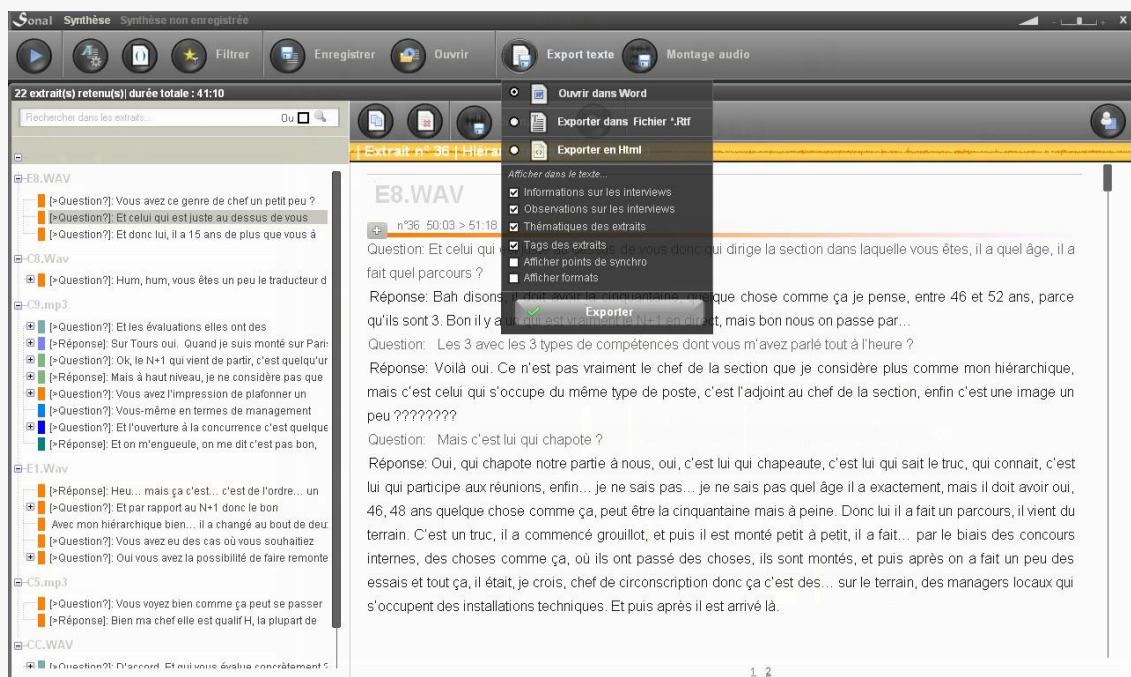 Sonal Synthèse Synthèse non enregistrée
Filtrer Enregistrer Ouvrir Export texte Montage audio
22 extrait(s) retenu(s)| durée totale : 41:10
Rechercher dans les extraits... Ou
E8.WAV
[>Question?]: Vous avez ce genre de chef un petit peu ?
[>Question?]: Et celui qui est juste au dessus de vous
[>Question?]: Et donc lui, il a 15 ans de plus que vous à
C8.Wav
[>Question?]: Hum, hum, vous êtes un peu le traducteur d
C9.mp3
[>Question?]: Et les évaluations elles ont des
[>Réponse]: Sur Tours oui. Quand je suis monté sur Paris
[>Question?]: Ok, le N+1 qui vient de partir, c'est quelqu'ur
[>Réponse]: Mais à haut niveau, je ne considère pas que
[>Question?]: Vous avez l'impression de plafonner un
[>Question?]: Vous-même en termes de management
[>Question?]: Et l'ouverture à la concurrence c'est quelque
[>Réponse]: Et on m'engueule, on me dit c'est pas bon,
E1.Wav
[>Réponse]: Heu... mais ça c'est... c'est de l'ordre... un
[>Question?]: Et par rapport au N+1 donc le bon
Avec mon hiérarchique bien... il a changé au bout de deu
[>Question?]: Vous avez eu des cas où vous souhaitiez
[>Question?]: Oui vous avez la possibilité de faire remonte
C5.mp3
[>Question?]: Vous voyez bien comme ça peut se passer
[>Réponse]: Bien ma chef elle est qualif H, la plupart de
CC.WAV
[>Question?]: D'accord. Et qui vous évalue concrètement ?
Ouvrir dans Word
Exporter dans Fichier *.Rtf
Exporter en Html
Afficher dans le texte...
Informations sur les interviews
Observations sur les interviews
Thématiques des extraits
Tags des extraits
Afficher points de synchro
Afficher formats
Exporter
| Extrait n° 36 | Hiérar
E8.WAV
n°36 50:03 > 51:18
Question: Et celui qui est juste au dessus de vous donc qui dirige la section dans laquelle vous êtes, il a quel âge, il a
fait quel parcours ?
Réponse: Bah disons, il doit avoir la cinquantaine, quelque chose comme ça je pense, entre 46 et 52 ans, parce
qu'ils sont 3. Bon il y a un qui est vraiment le N+1 en direct, mais bon nous on passe par...
Question: Les 3 avec les 3 types de compétences dont vous m'avez parlé tout à l'heure ?
Réponse: Voilà oui. Ce n'est pas vraiment le chef de la section que je considère plus comme mon hiérarchique,
mais c'est celui qui s'occupe du même type de poste, c'est l'adjoint au chef de la section, enfin c'est une image un
peu ????????
Question: Mais c'est lui qui chapote ?
Réponse: Oui, qui chapote notre partie à nous, oui, c'est lui qui chapeaute, c'est lui qui sait le truc, qui connait, c'est
lui qui participe aux réunions, enfin... je ne sais pas... je ne sais pas quel âge il a exactement, mais il doit avoir oui,
46, 48 ans quelque chose comme ça, peut être la cinquantaine mais à peine. Donc lui il a fait un parcours, il vient du
terrain. C'est un truc, il a commencé grouillot, et puis il est monté petit à petit, il a fait... par le biais des concours
internes, des choses comme ça, où ils ont passé des choses, ils sont montés, et puis après on a fait un peu des
essais et tout ça, il était, je crois, chef de circonscription donc ça c'est des... sur le terrain, des managers locaux qui
s'occupent des installations techniques. Et puis après il est arrivé là.
1 2